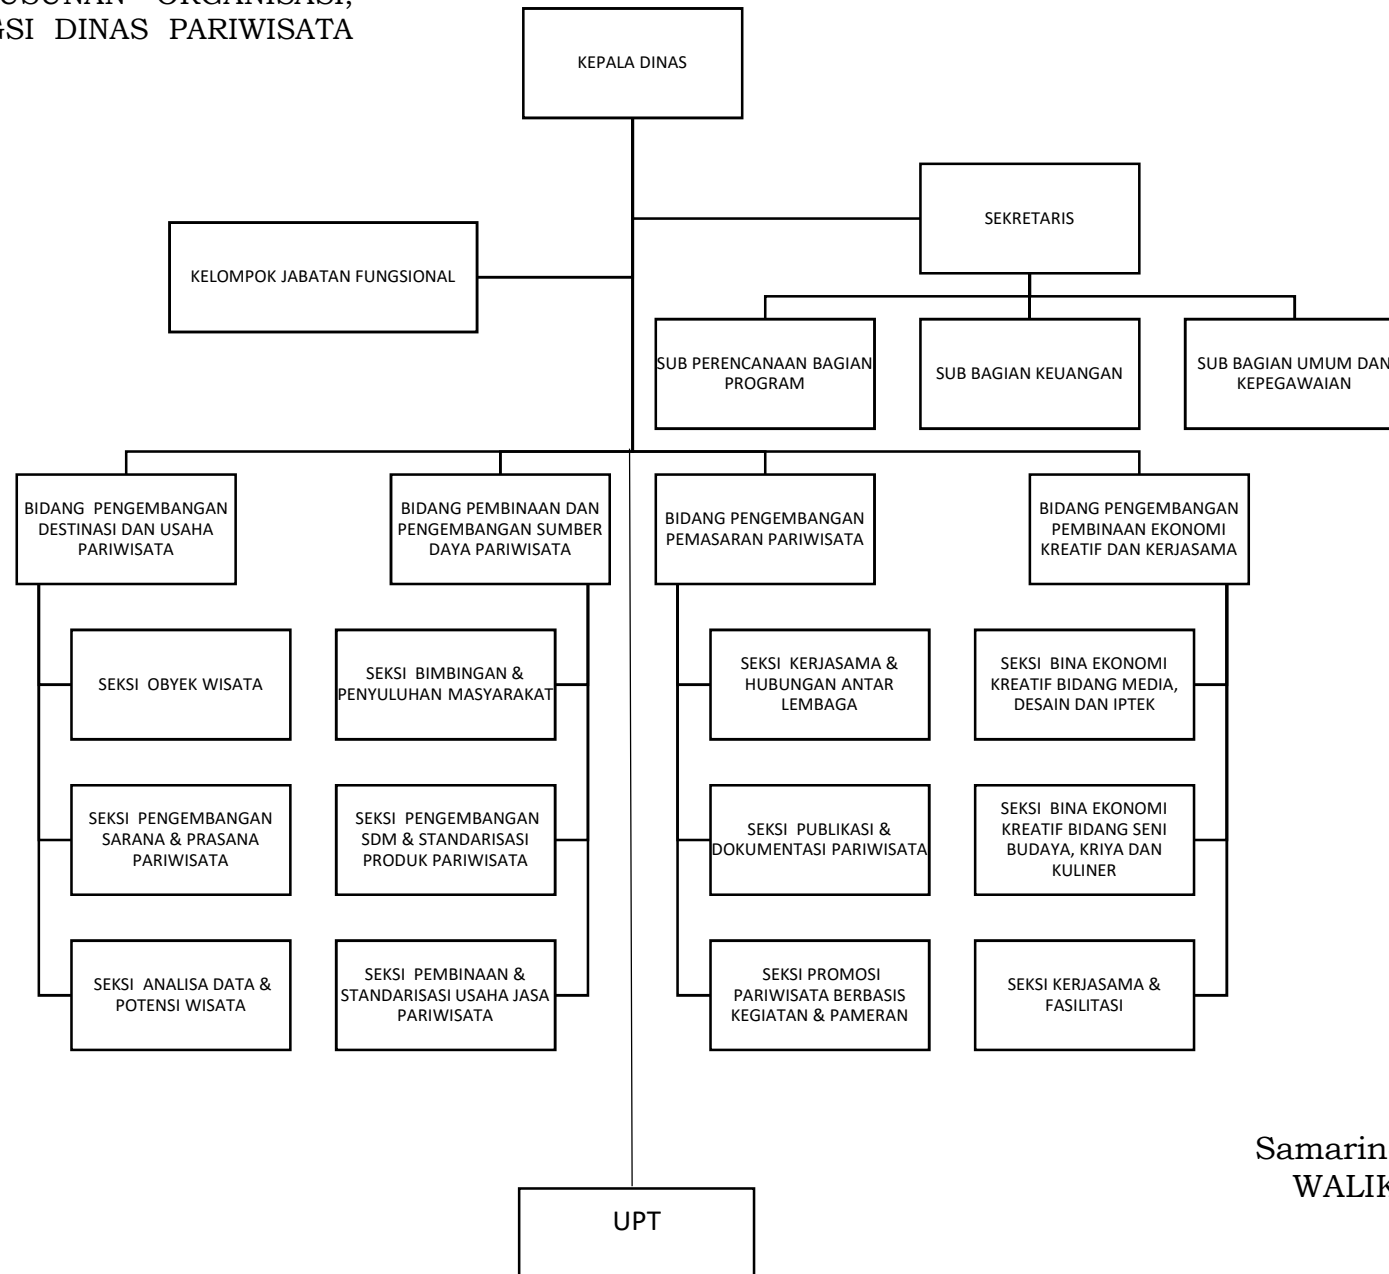 ORGANISASI,
DINAS PARIWISATA
KEPALA DINAS
SEKRETARIS
KELOMPOK JABATAN FUNGSIONAL
SUB PERENCANAAN BAGIAN
PROGRAM
SUB BAGIAN KEUANGAN
SUB BAGIAN UMUM DAN
KEPEGAWAIAN
BIDANG PENGEMBANGAN
DESTINASI DAN USAHA
PARIWISATA
BIDANG PEMBINAAN DAN
PENGEMBANGAN SUMBER
DAYA PARIWISATA
BIDANG PENGEMBANGAN
PEMASARAN PARIWISATA
BIDANG PENGEMBANGAN
PEMBINAAN EKONOMI
KREATIF DAN KERJASAMA
SEKSI OBYEK WISATA
SEKSI BIMBINGAN &
PENYULUHAN MASYARAKAT
SEKSI KERJASAMA &
HUBUNGAN ANTAR
LEMBAGA
SEKSI BINA EKONOMI
KREATIF BIDANG MEDIA,
DESAIN DAN IPTEK
SEKSI PENGEMBANGAN
SARANA & PRASANA
PARIWISATA
SEKSI PENGEMBANGAN
SDM & STANDARISASI
PRODUK PARIWISATA
SEKSI PUBLIKASI &
DOKUMENTASI PARIWISATA
SEKSI BINA EKONOMI
KREATIF BIDANG SENI
BUDAYA, KRIYA DAN
KULINER
SEKSI ANALISA DATA &
POTENSI WISATA
SEKSI PEMBINAAN &
STANDARISASI USAHA JASA
PARIWISATA
SEKSI PROMOSI
PARIWISATA BERBASIS
KEGIATAN & PAMERAN
SEKSI KERJASAMA &
FASILITASI
Samarin
WALIK
UPT